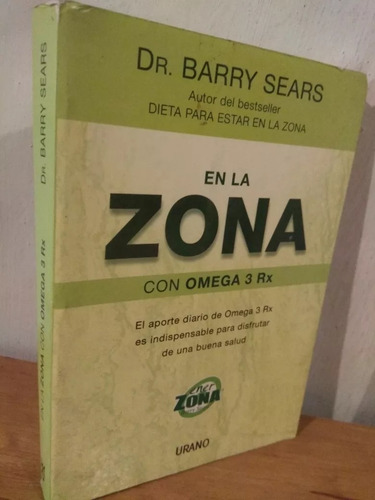 DR. BARRY SEARS
Autor del bestseller
DIETA PARA ESTAR EN LA ZONA
EN LA
ZONA
CON OMEGA 3 Rx
El aporte diario de Omega 3 Rx
es indispensable para disfrutar
de una buena salud
ener
ZONA
URANO
DR. BARRY SEARS
EN LA ZONA CON OMEGA 3 Rx